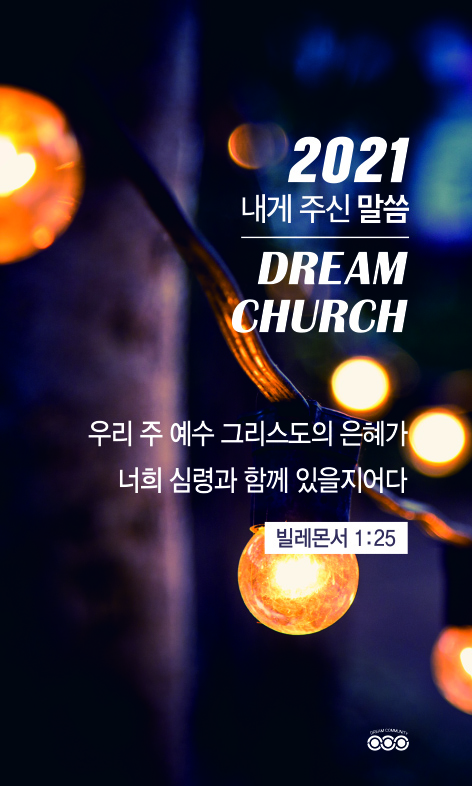 2021
내게 주신 말씀
DREAM
CHURCH
우리 주 예수 그리스도의 은혜가
너희 심령과 함께 있을지어다
빌레몬서 1:25
DREAM COMMUNITY